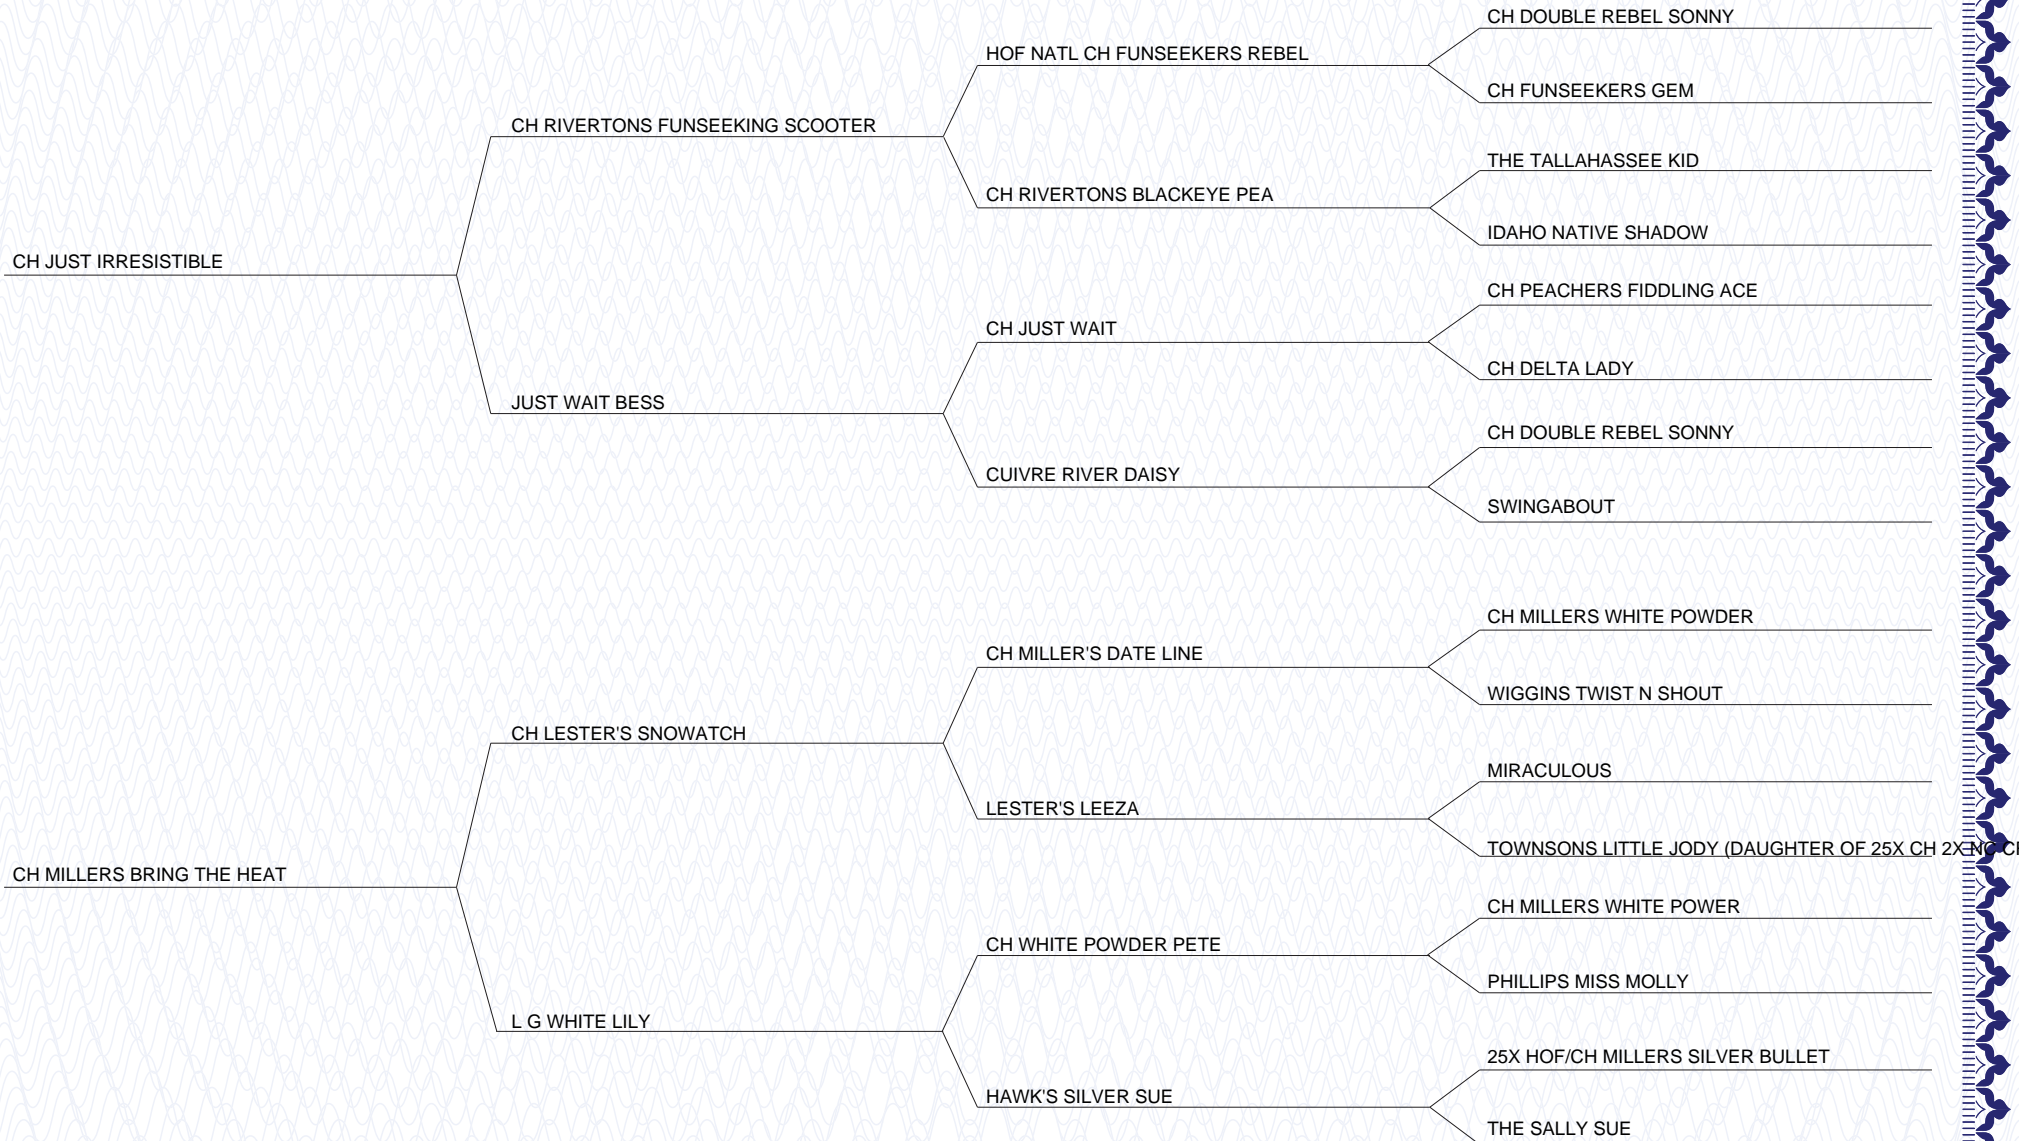 CH DOUBLE REBEL SONNY
HOF NATL CH FUNSEEKERS REBEL
CH FUNSEEKERS GEM
CH RIVERTONS FUNSEEKING SCOOTER
THE TALLAHASSEE KID
CH RIVERTONS BLACKEYE PEA
IDAHO NATIVE SHADOW
CH JUST IRRESISTIBLE
CH PEACHERS FIDDLING ACE
CH JUST WAIT
CH DELTA LADY
JUST WAIT BESS
CH DOUBLE REBEL SONNY
CUIVRE RIVER DAISY
SWINGABOUT
CH MILLERS WHITE POWDER
CH MILLER'S DATE LINE
WIGGINS TWIST N SHOUT
CH LESTER'S SNOWATCH
MIRACULOUS
LESTER'S LEEZA
TOWNSONS LITTLE JODY (DAUGHTER OF 25X CH 2X
CH MILLERS BRING THE HEAT
CH MILLERS WHITE POWER
CH WHITE POWDER PETE
PHILLIPS MISS MOLLY
L G WHITE LILY
25X HOF/CH MILLERS SILVER BULLET
HAWK'S SILVER SUE
THE SALLY SUE